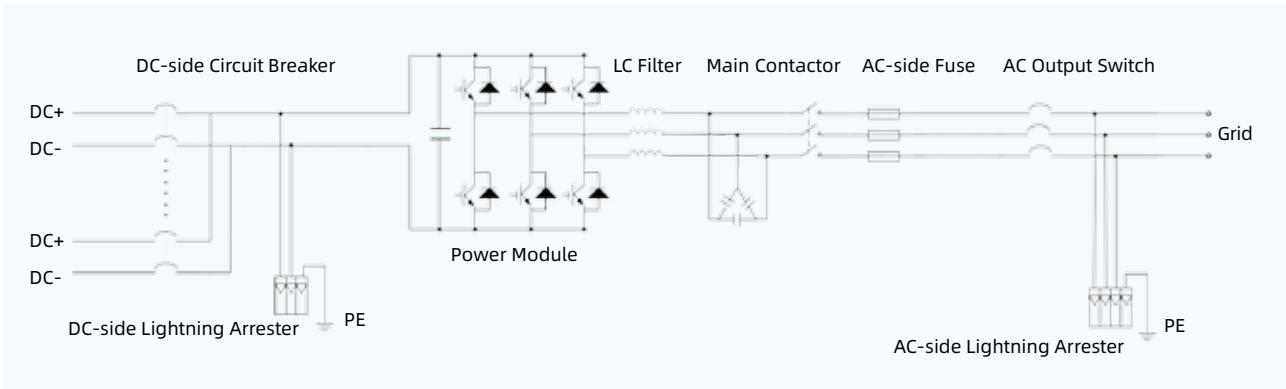 DC-side Circuit Breaker
LC Filter
Main Contactor
AC-side Fuse
AC Output Switch
DC+
DC-
Grid
DC+
DC-
Power Module
PE
DC-side Lightning Arrester
PE
AC-side Lightning Arrester